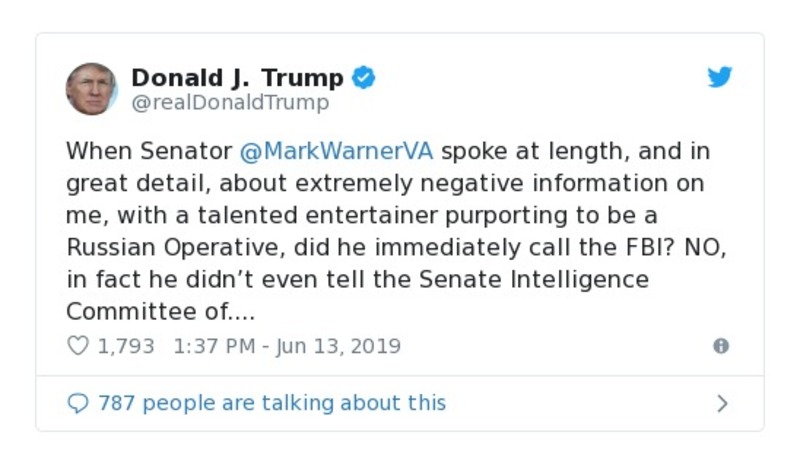 Donald J. Trump
@realDonaldTrump
When Senator @MarkWarnerVA spoke at length, and in
great detail, about extremely negative information on
me, with a talented entertainer purporting to be a
Russian Operative, did he immediately call the FBI? NO,
in fact he didn’t even tell the Senate Intelligence
Committee of....
1,793 1:37 PM - Jun 13, 2019
787 people are talking about this